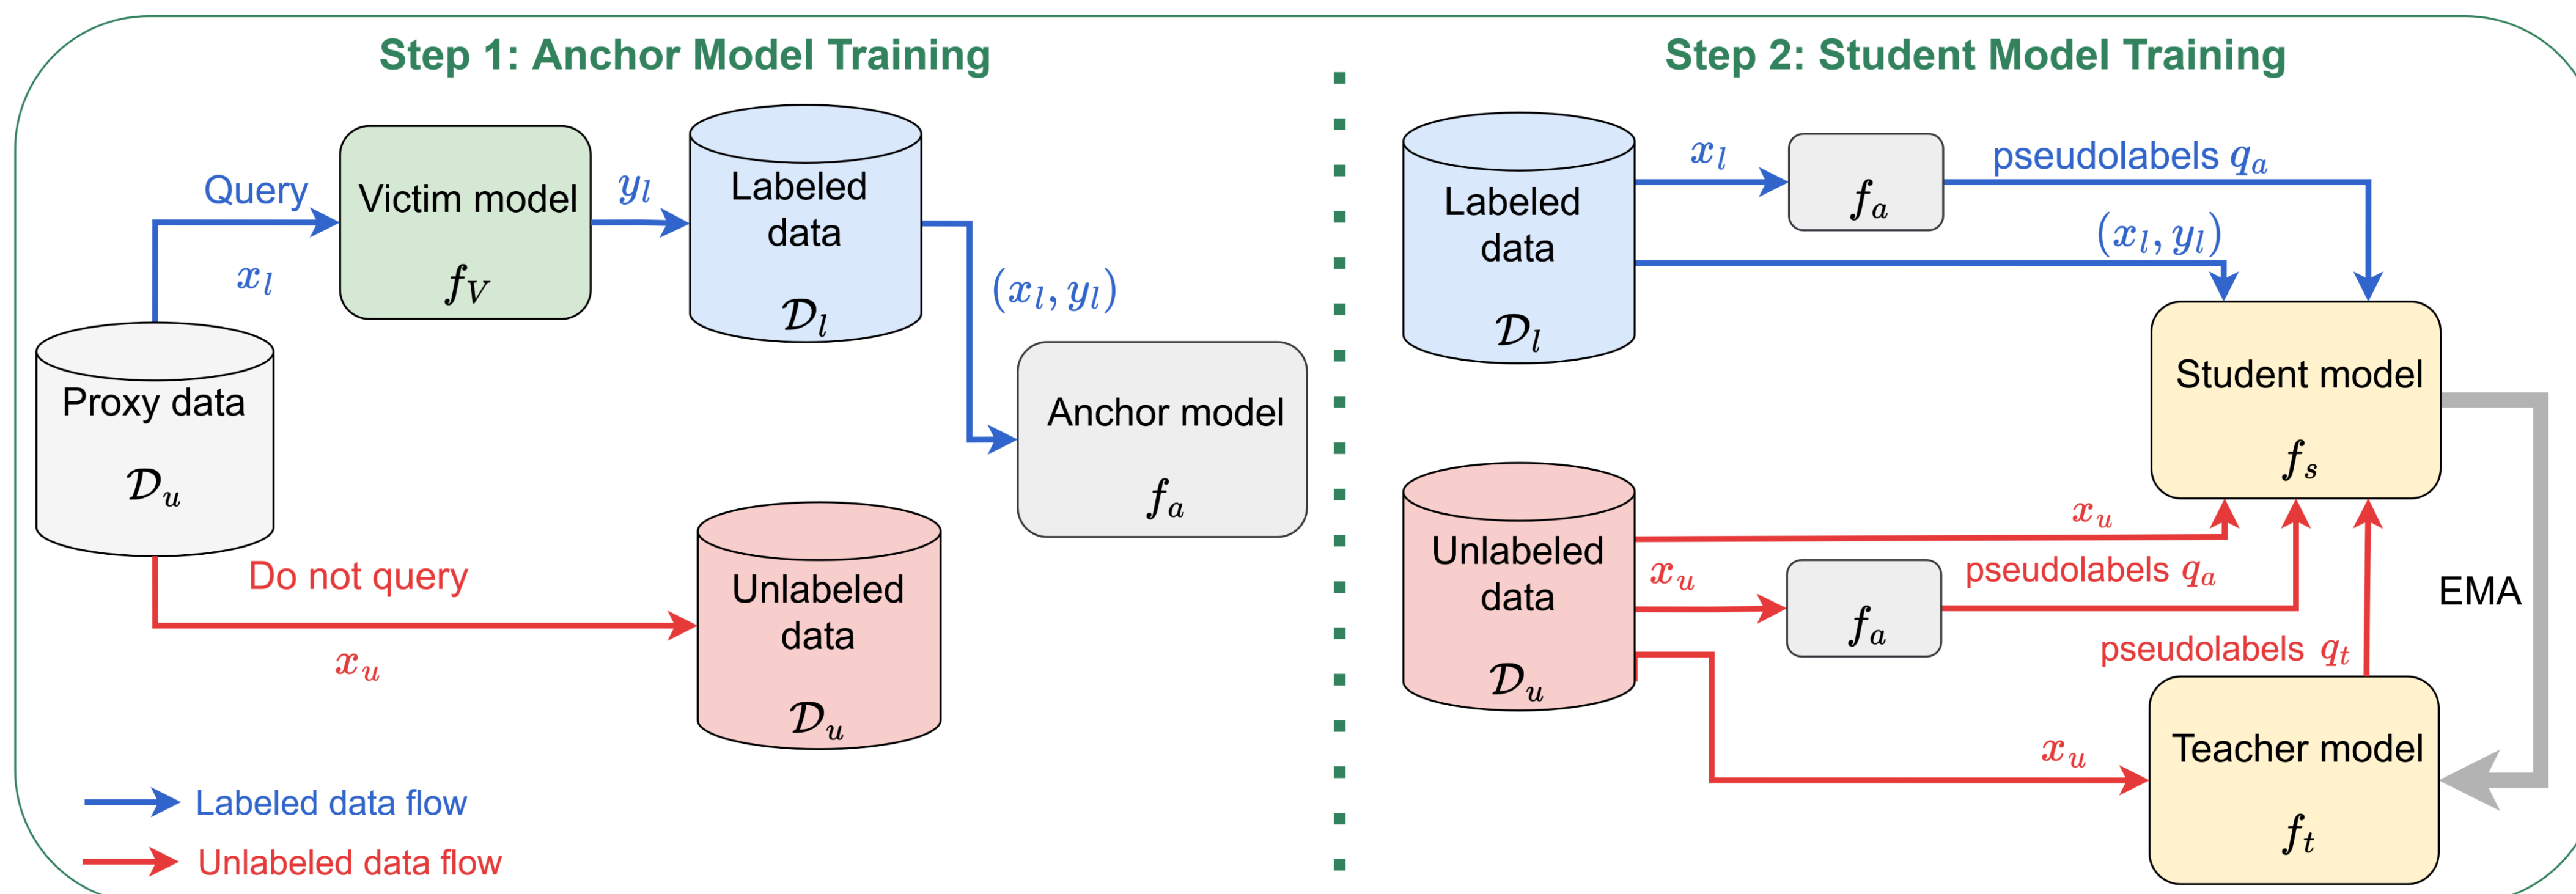 Step 1: Anchor Model Training
Query
x_l
Victim model
f_V
y_l
Labeled
data
𝒟_l
(x_l, y_l)
Proxy data
𝒟_u
Anchor model
f_a
Do not query
x_u
Unlabeled
data
𝒟_u
Labeled data flow
Unlabeled data flow
Step 2: Student Model Training
Labeled
data
𝒟_l
x_l
f_a
pseudolabels q_a
(x_l, y_l)
Student model
f_s
Unlabeled
data
𝒟_u
x_u
x_u
f_a
pseudolabels q_a
pseudolabels q_t
EMA
x_u
Teacher model
f_t